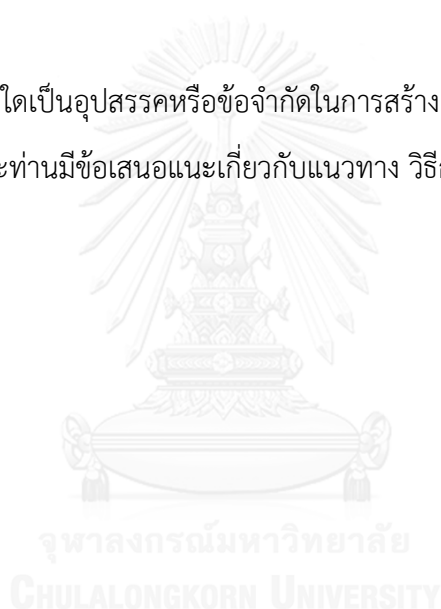 ใดเป็นอุปสรรคหรือข้อจำกัดในการสร้าง
ะท่านมีข้อเสนอแนะเกี่ยวกับแนวทาง วิธีก
จุฬาลงกรณ์มหาวิทยาลัย
CHULALONGKORN UNIVERSITY